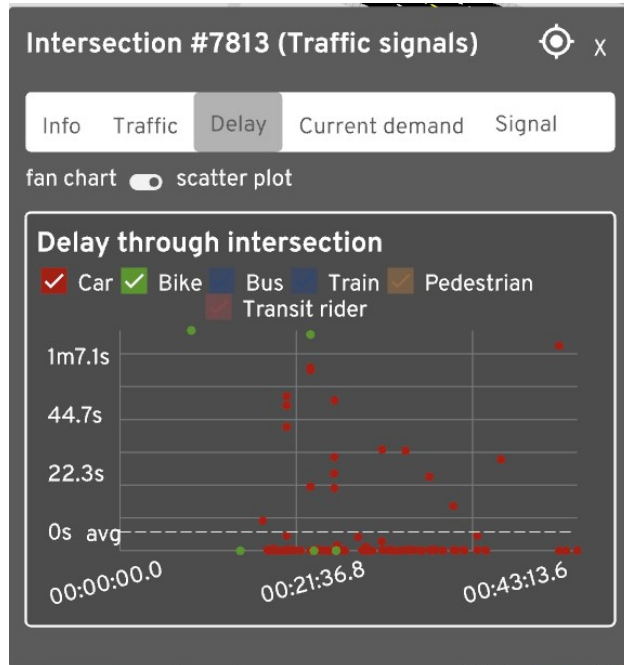 Intersection #7813 (Traffic signals)
X
Info Traffic Delay Current demand Signal
fan chart scatter plot
Delay through intersection
Car Bike Bus Train Pedestrian
Transit rider
1m7.1s
44.7s
22.3s
0s avg
00:00:00.0 00:21:36.8 00:43:13.6